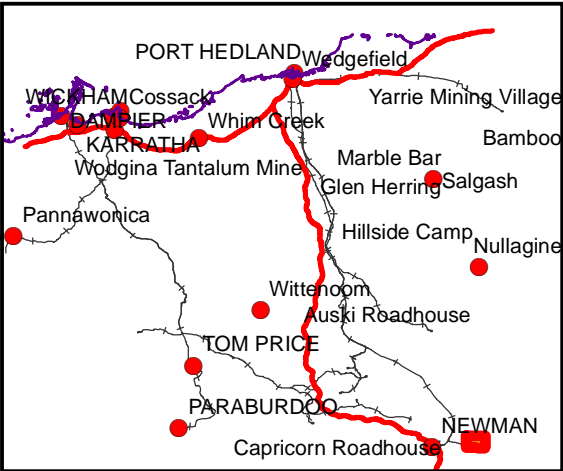 PORT HEDLAND
Wedgefield
WICKHAM
Cossack
Yarrie Mining Village
DAMPIER
Whim Creek
KARRATHA
Bamboo
Wodgina Tantalum Mine
Marble Bar
Glen Herring
Salgash
Pannawonica
Hillside Camp
Nullagine
Wittenoom
Auski Roadhouse
TOM PRICE
PARABURDOO
NEWMAN
Capricorn Roadhouse